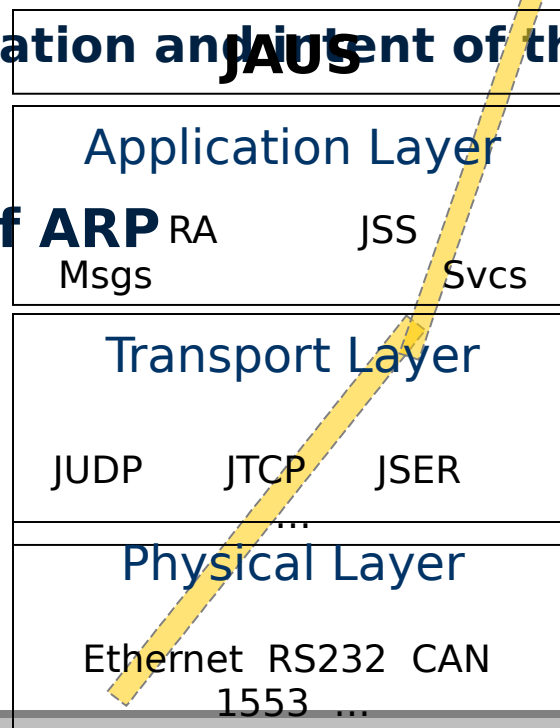 ation and intent of th
JAUS
Application Layer
f ARP
RA JSS
Msgs Svcs
Transport Layer
JUDP JTCP JSER
...
Physical Layer
Ethernet RS232 CAN
1553 ...